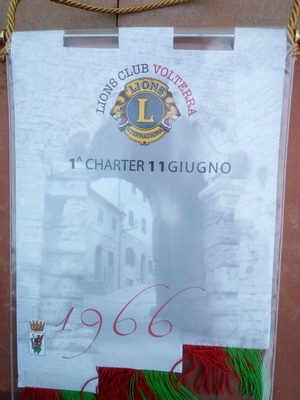 LIONS CLUB VOLTERRA
LIONS
L
INTERNATIONAL
1^ CHARTER 11 GIUGNO
1966